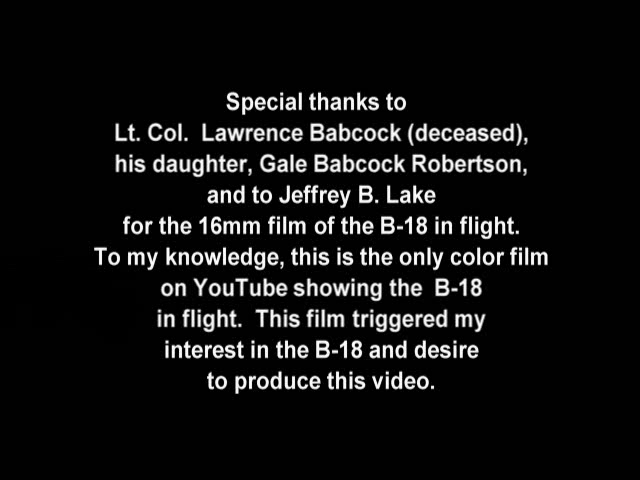 Special thanks to
Lt. Col.  Lawrence Babcock (deceased),
his daughter, Gale Babcock Robertson,
and to Jeffrey B. Lake
for the 16mm film of the B-18 in flight.
To my knowledge, this is the only color film
on YouTube showing the  B-18
in flight.  This film triggered my
interest in the B-18 and desire
to produce this video.